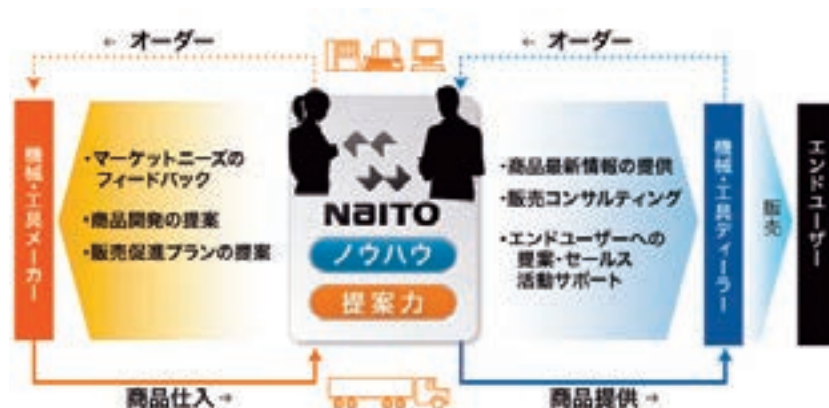 ← オーダー
← オーダー
機械・工具メーカー
・マーケットニーズの
フィードバック
・商品開発の提案
・販売促進プランの提案
NaITO
ノウハウ
提案力
・商品最新情報の提供
・販売コンサルティング
・エンドユーザーへの
提案・セールス
活動サポート
機械・工具ディーラー
販売
エンドユーザー
商品仕入→
商品提供→